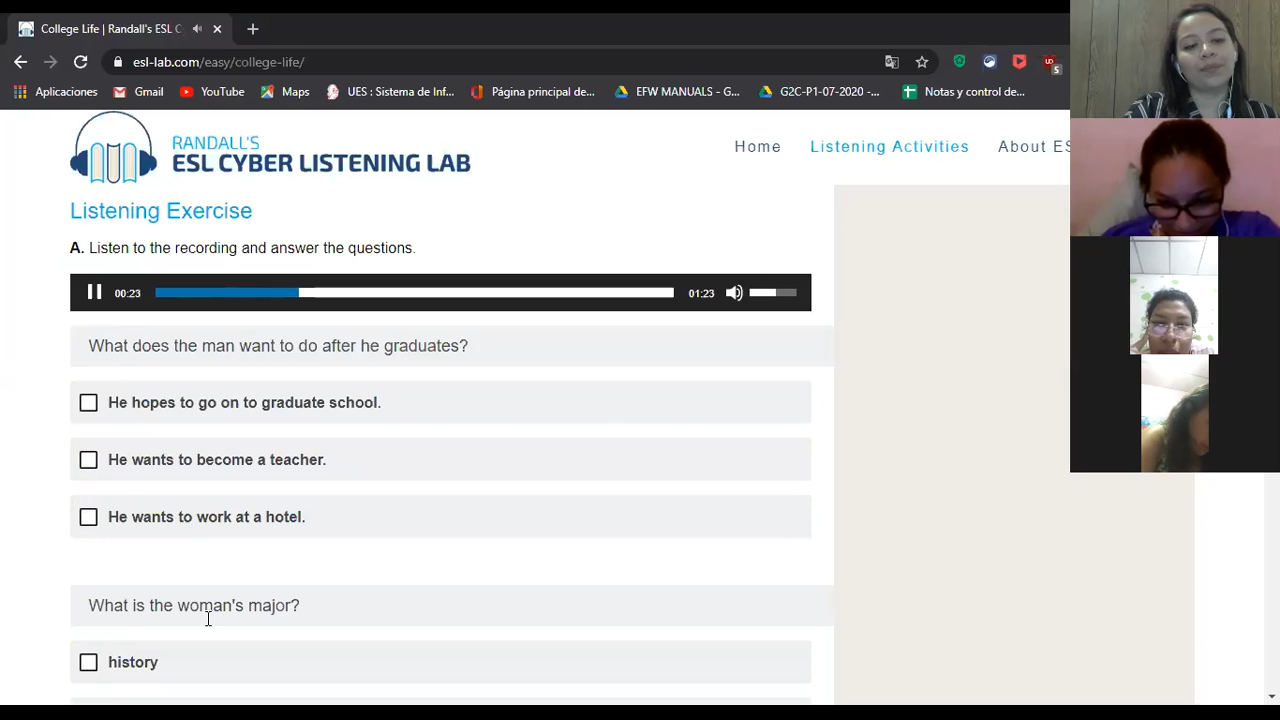 College Life | Randall's ESL C
esl-lab.com/easy/college-life/
5
Aplicaciones Gmail YouTube Maps UES : Sistema de Inf... Página principal de... EFW MANUALS - G... G2C-P1-07-2020 -... Notas y control de...
RANDALL'S
ESL CYBER LISTENING LAB
Home Listening Activities About ES
Listening Exercise
A. Listen to the recording and answer the questions.
00:23 01:23
What does the man want to do after he graduates?
He hopes to go on to graduate school.
He wants to become a teacher.
He wants to work at a hotel.
What is the woman's major?
history